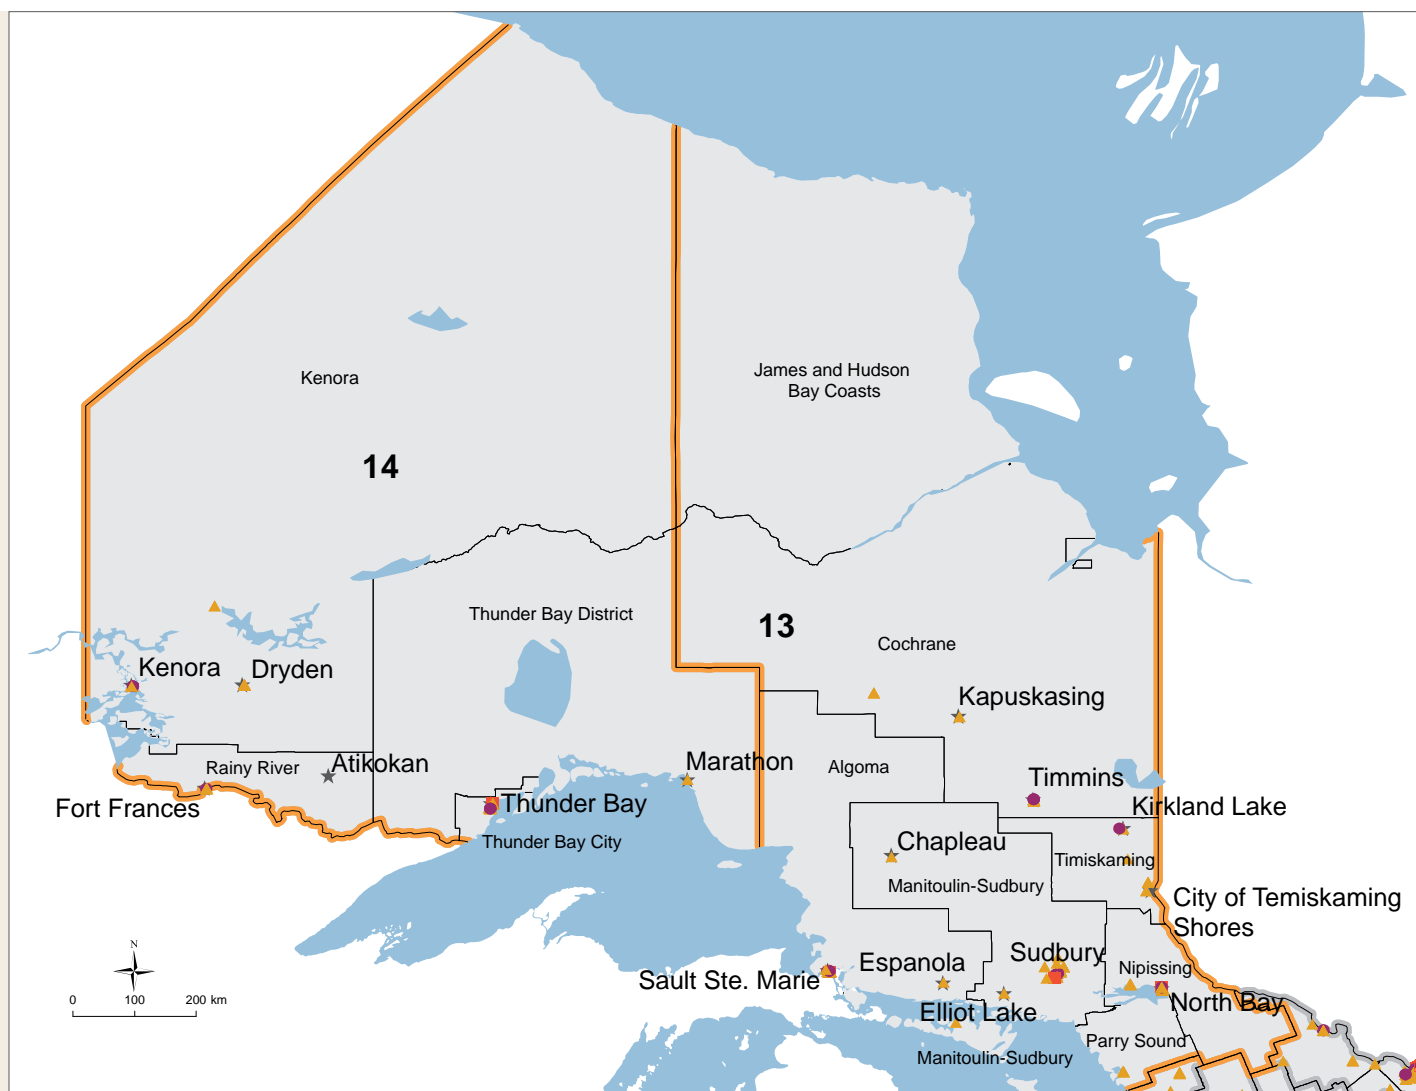 Kenora
James and Hudson
Bay Coasts
14
Thunder Bay District
13
Cochrane
Kenora
Dryden
Kapuskasing
Rainy River
Atikokan
Marathon
Algoma
Timmins
Fort Frances
Thunder Bay
Kirkland Lake
Thunder Bay City
Chapleau
Timiskaming
Manitoulin-Sudbury
City of Temiskaming
Shores
N
Sudbury
Espanola
Nipissing
Sault Ste. Marie
0 100 200 km
North Bay
Elliot Lake
Parry Sound
Manitoulin-Sudbury